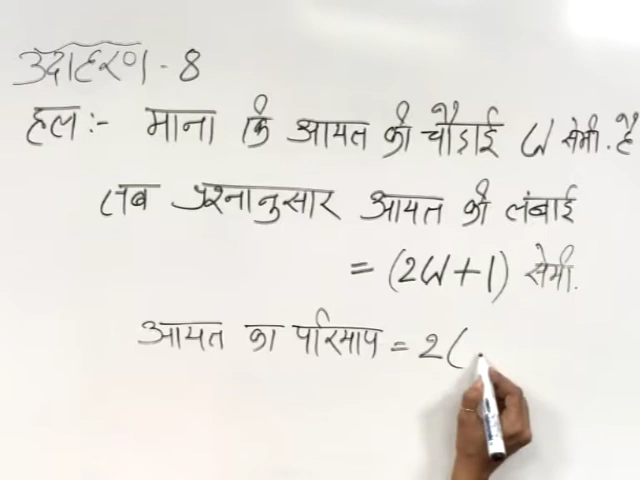 उदाहरण - 8
हल :- माना कि आयत की चौड़ाई W सेमी. है
तब प्रश्नानुसार आयत की लंबाई
= (2W + 1) सेमी.
आयत का परिमाप = 2(